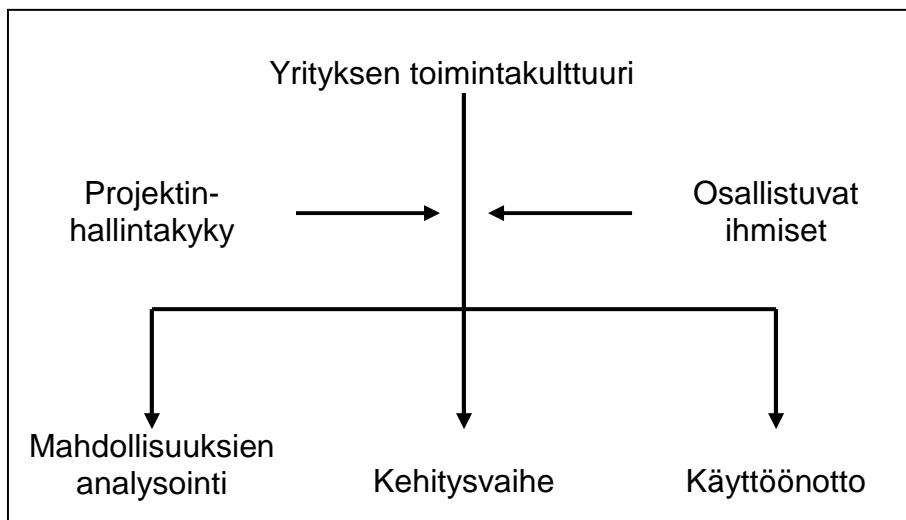 Yrityksen toimintakulttuuri
Projektin-
hallintakyky
Osallistuvat
ihmiset
Mahdollisuuksien
analysointi
Kehitysvaihe
Käyttöönotto